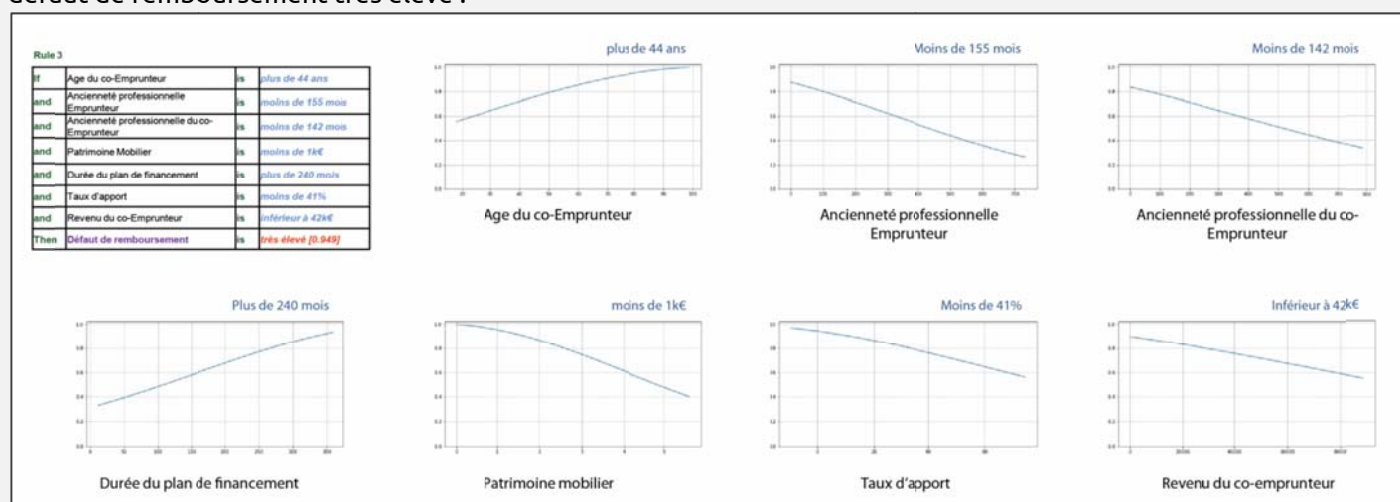 défaut de remboursement très élevé :
Rule 3
If Age du co-Emprunteur is plus de 44 ans
and Ancienneté professionnelle Emprunteur is moins de 155 mois
and Ancienneté professionnelle du co-Emprunteur is moins de 142 mois
and Patrimoine Mobilier is moins de 1k€
and Durée du plan de financement is plus de 240 mois
and Taux d'apport is moins de 41%
and Revenu du co-Emprunteur is inférieur à 42k€
Then Défaut de remboursement is très élevé [0.949]
plus de 44 ans
Age du co-Emprunteur
Moins de 155 mois
Ancienneté professionnelle
Emprunteur
Moins de 142 mois
Ancienneté professionnelle du co-
Emprunteur
Plus de 240 mois
Durée du plan de financement
moins de 1k€
Patrimoine mobilier
Moins de 41%
Taux d'apport
Inférieur à 42k€
Revenu du co-emprunteur